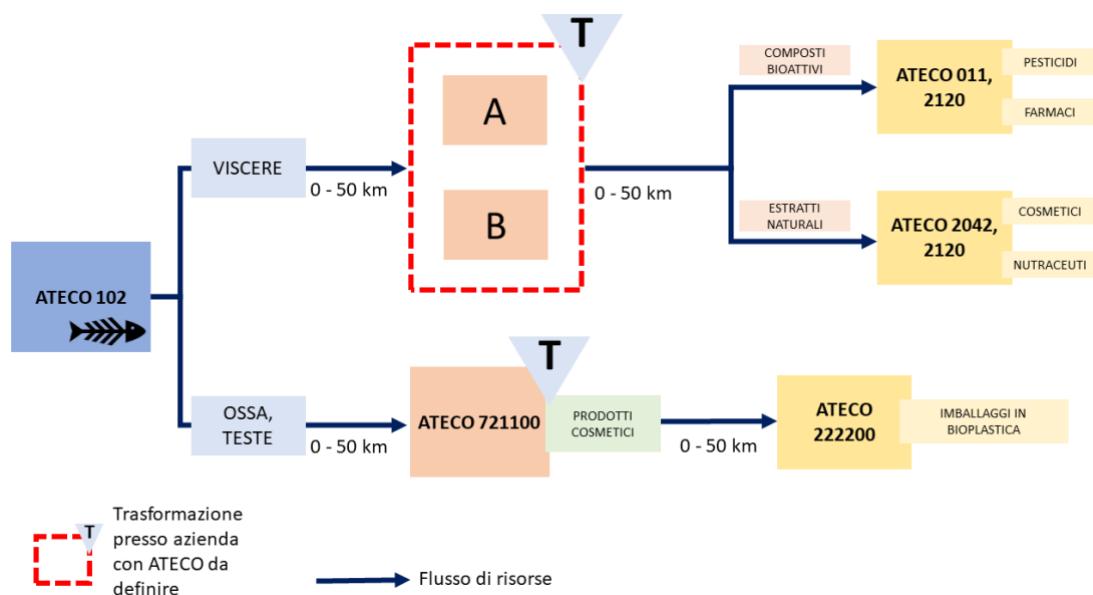 T
COMPOSTI
BIOATTIVI
ATECO 011,
2120
PESTICIDI
FARMACI
A
VISCERE
0 - 50 km
0 - 50 km
B
ESTRATTI
NATURALI
ATECO 2042,
2120
COSMETICI
NUTRACEUTI
ATECO 102
T
OSSA,
TESTE
0 - 50 km
ATECO 721100
PRODOTTI
COSMETICI
0 - 50 km
ATECO
222200
IMBALLAGGI IN
BIOPLASTICA
T
Trasformazione
presso azienda
con ATECO da
definire
Flusso di risorse